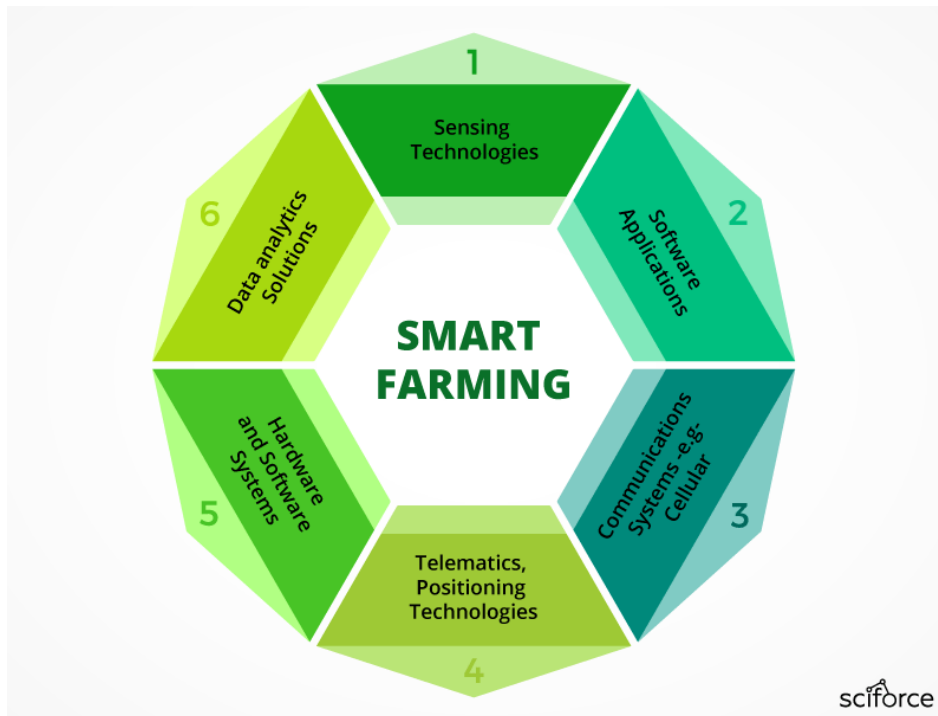 1
Sensing
Technologies
2
Software
Applications
3
Communications
Systems -e.g-
Cellular
4
Telematics,
Positioning
Technologies
5
Hardware
and Software
Systems
6
Data analytics
Solutions
SMART
FARMING
sciforce